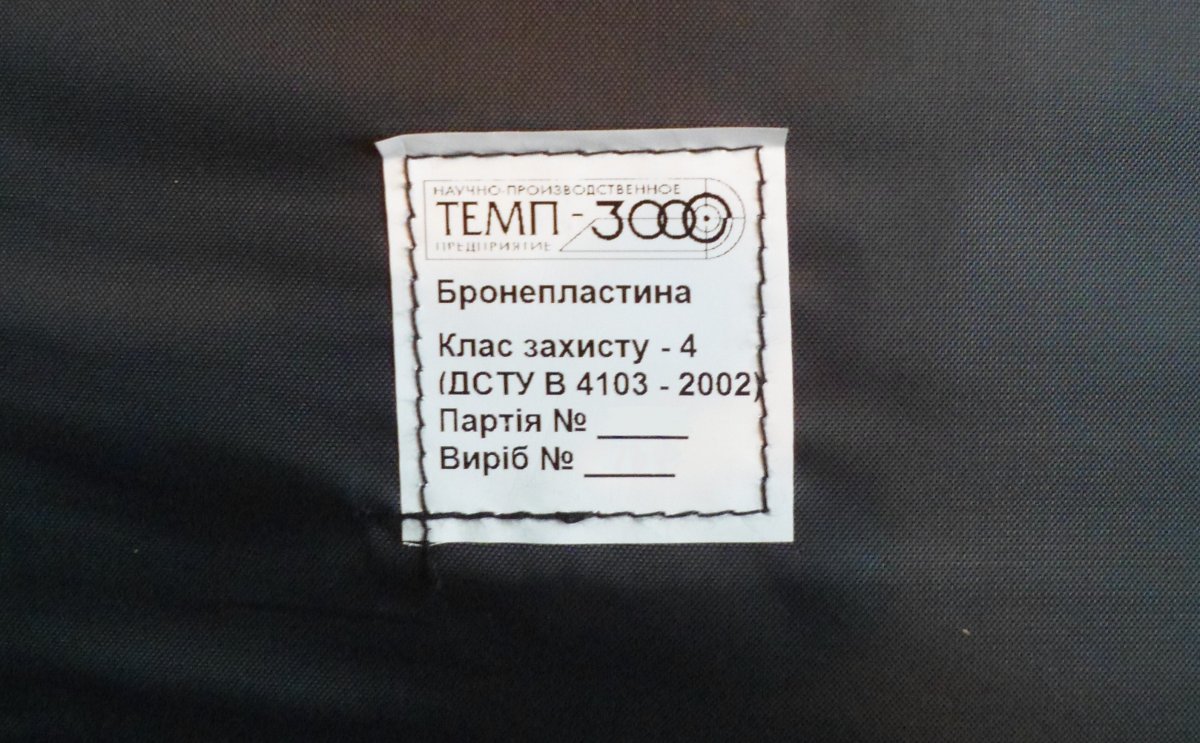 НАУЧНО-ПРОИЗВОДСТВЕННОЕ
ТЕМП - 3000
ПРЕДПРИЯТИЕ
Бронепластина
Клас захисту - 4
(ДСТУ В 4103 - 2002)
Партія № _____
Виріб № _____